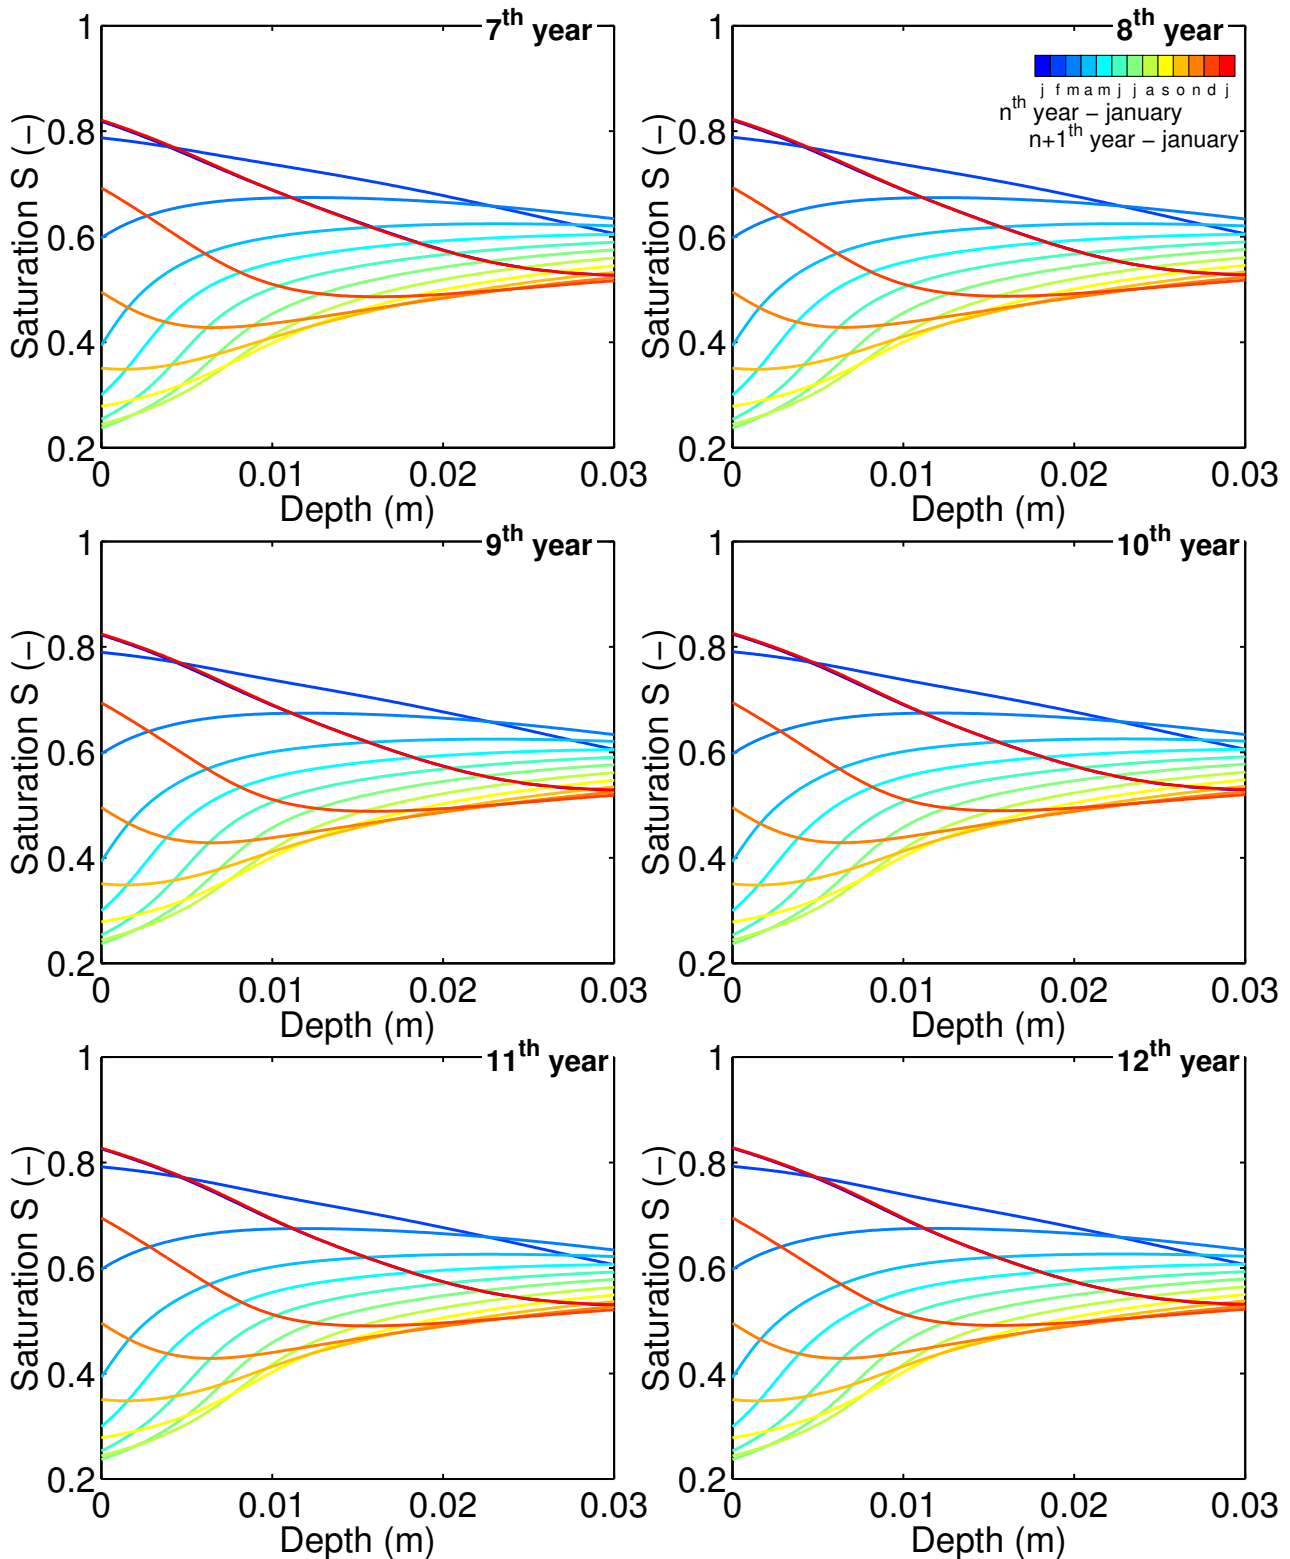 7th year
1
0.8
0.6
0.4
0.2
0 0.01 0.02 0.03
Saturation S (−)
Depth (m)
8th year
j f m a m j j a s o n d j
nth year − january
n+1th year − january
1
0.8
0.6
0.4
0.2
0 0.01 0.02 0.03
Saturation S (−)
Depth (m)
9th year
1
0.8
0.6
0.4
0.2
0 0.01 0.02 0.03
Saturation S (−)
Depth (m)
10th year
1
0.8
0.6
0.4
0.2
0 0.01 0.02 0.03
Saturation S (−)
Depth (m)
11th year
1
0.8
0.6
0.4
0.2
0 0.01 0.02 0.03
Saturation S (−)
Depth (m)
12th year
1
0.8
0.6
0.4
0.2
0 0.01 0.02 0.03
Saturation S (−)
Depth (m)